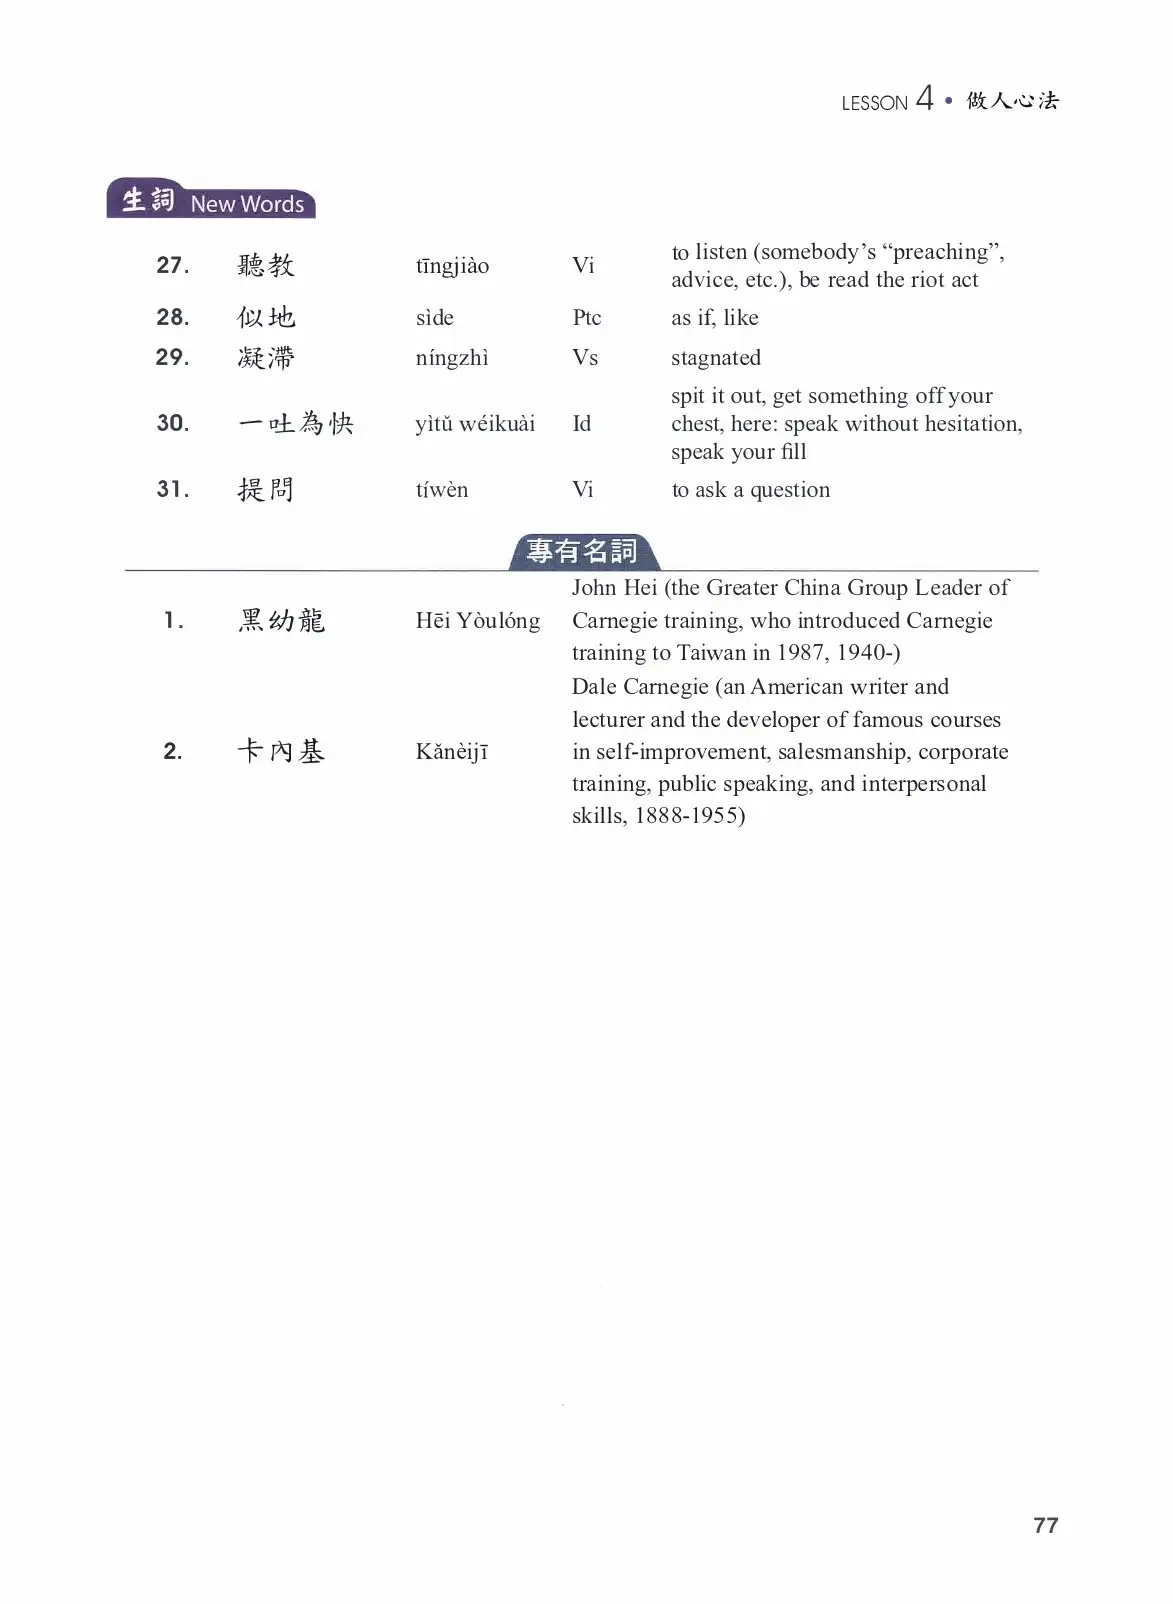 LESSON 4 • 做人心法
生詞 New Words
27. 聽教 tīngjiào Vi to listen (somebody's “preaching”, advice, etc.), be read the riot act
28. 似地 sìde Ptc as if, like
29. 凝滯 níngzhì Vs stagnated
30. 一吐為快 yìtǔ wéikuài Id spit it out, get something off your chest, here: speak without hesitation, speak your fill
31. 提問 tíwèn Vi to ask a question
專有名詞
1. 黑幼龍 Hēi Yòulóng John Hei (the Greater China Group Leader of Carnegie training, who introduced Carnegie training to Taiwan in 1987, 1940-)
2. 卡內基 Kǎnèijī Dale Carnegie (an American writer and lecturer and the developer of famous courses in self-improvement, salesmanship, corporate training, public speaking, and interpersonal skills, 1888-1955)
77